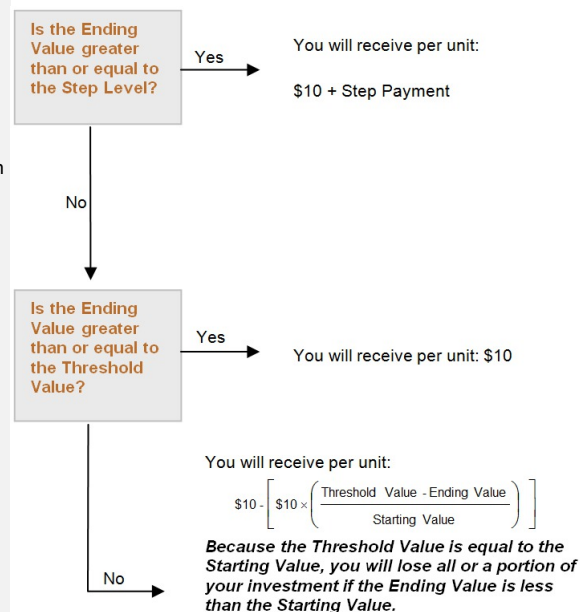 Is the Ending
Value greater
than or equal to
the Step Level?
Yes
You will receive per unit:
$10 + Step Payment
No
Is the Ending
Value greater
than or equal to
the Threshold
Value?
Yes
You will receive per unit: $10
No
You will receive per unit:
$10 - [ $10 × ( Threshold Value - Ending Value / Starting Value ) ]
Because the Threshold Value is equal to the
Starting Value, you will lose all or a portion of
your investment if the Ending Value is less
than the Starting Value.